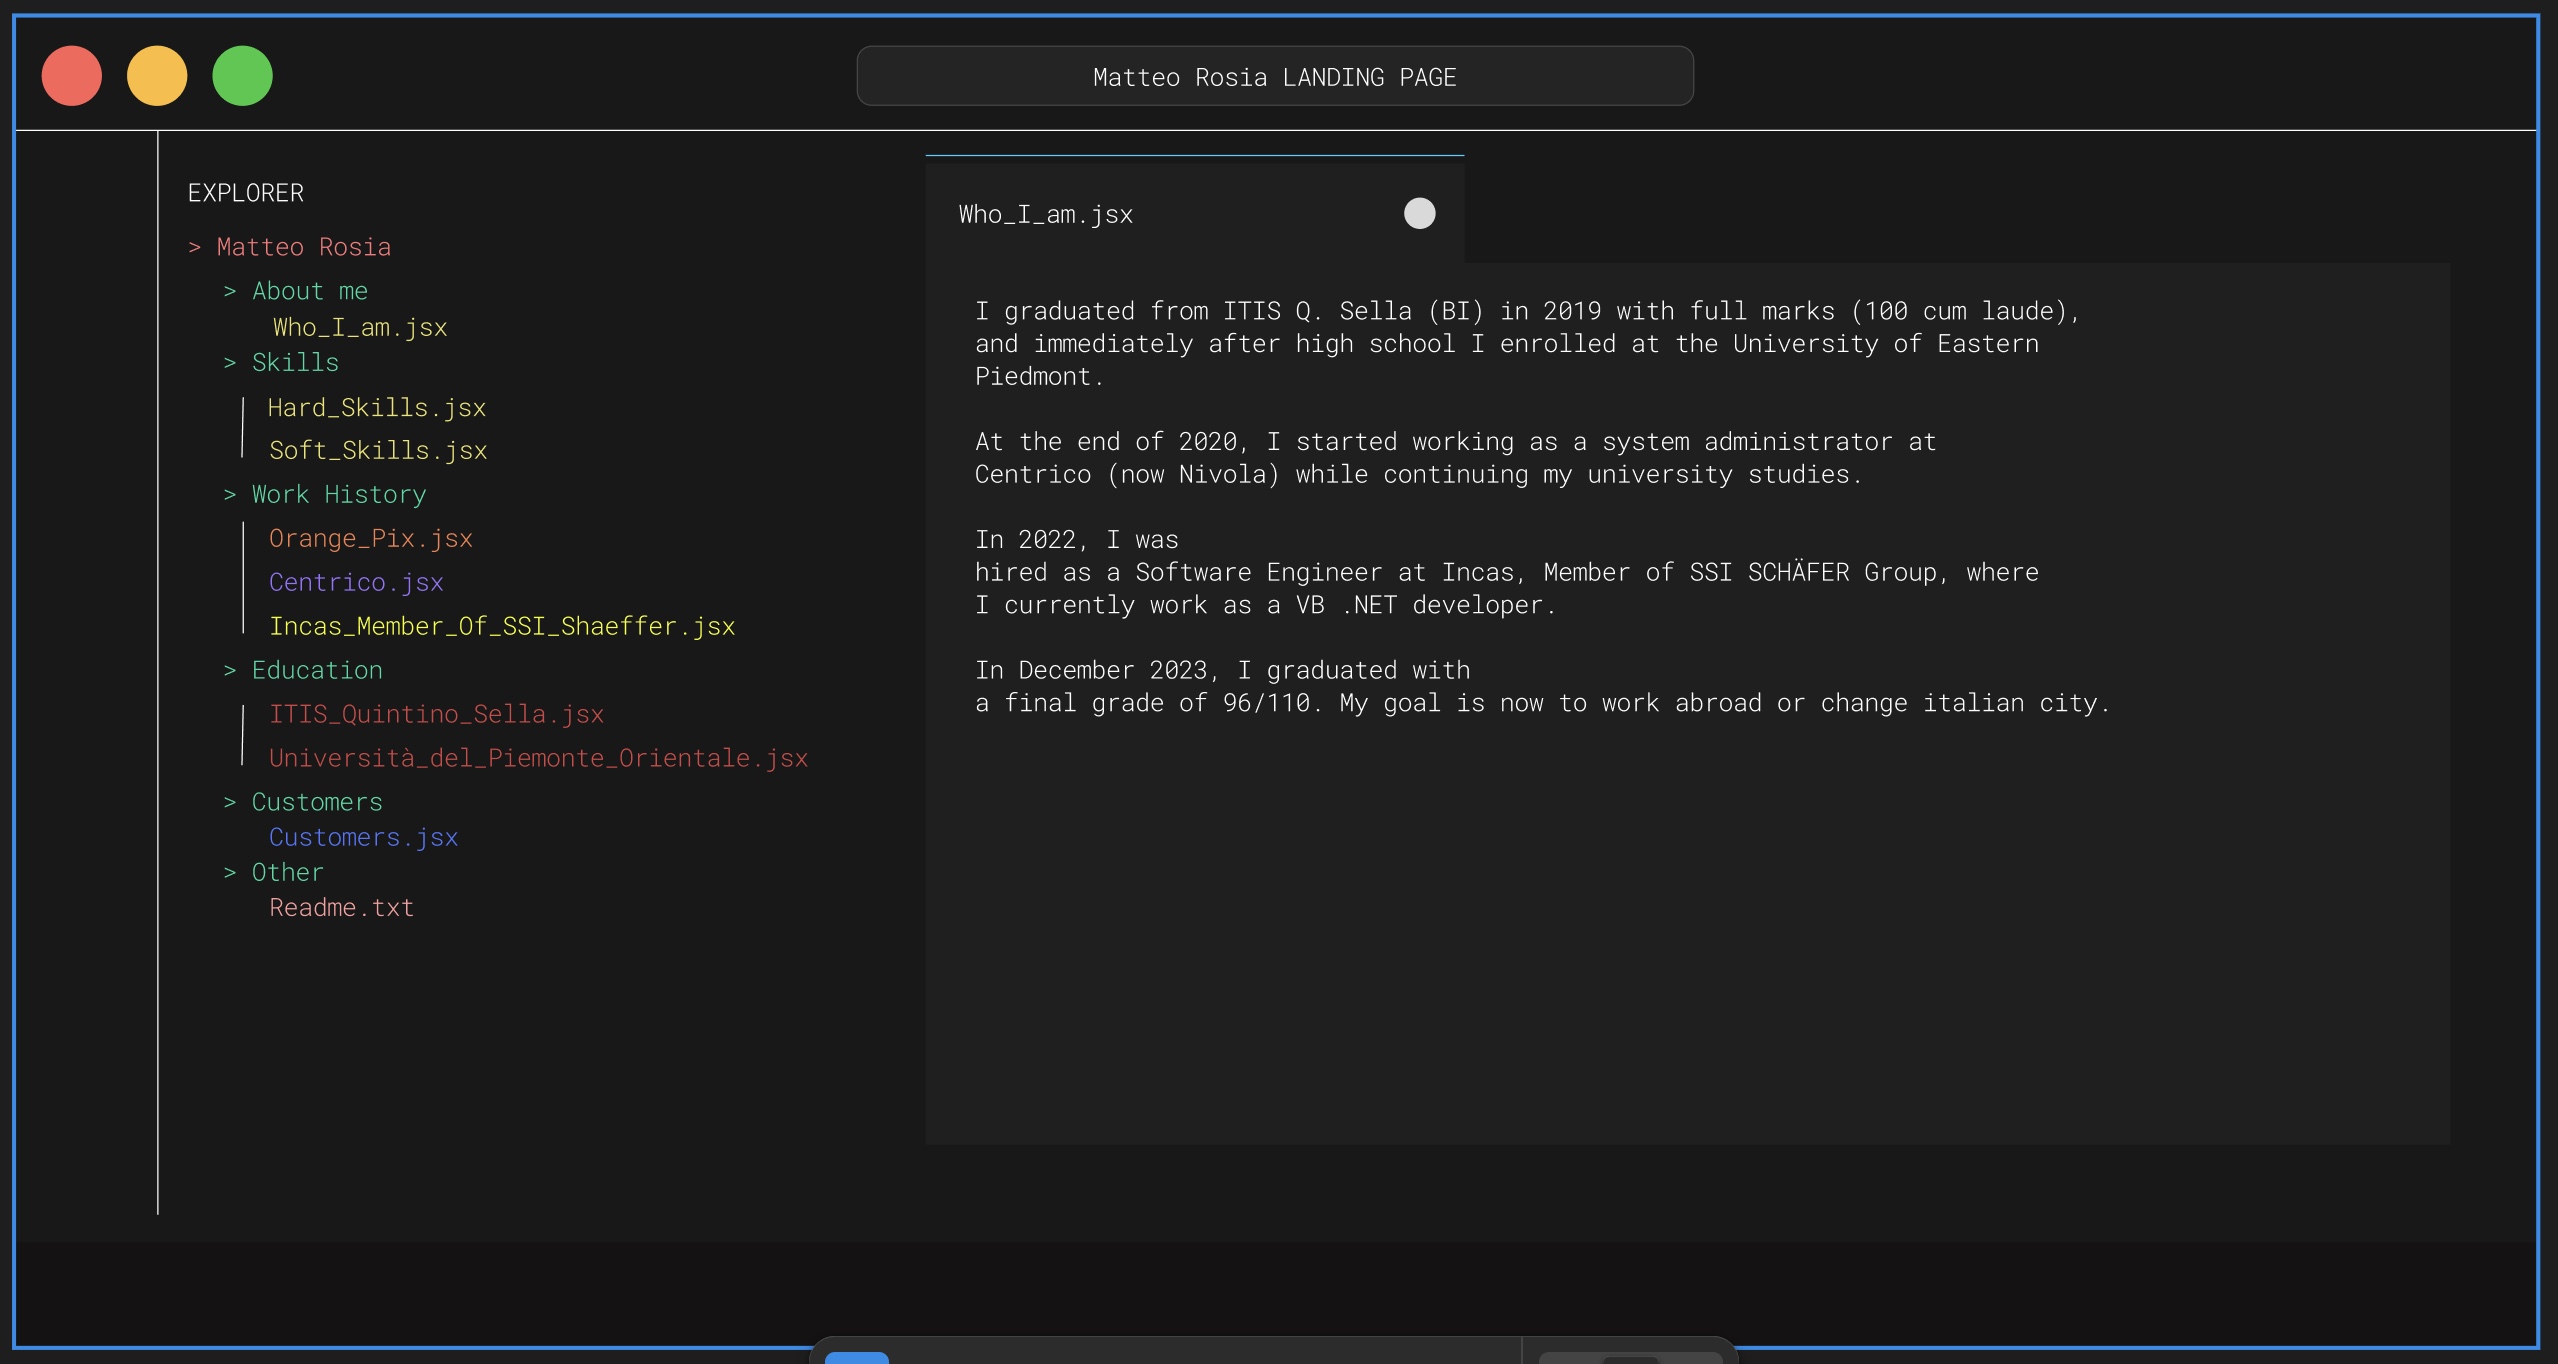 Matteo Rosia LANDING PAGE
EXPLORER
> Matteo Rosia
> About me
Who_I_am.jsx
> Skills
Hard_Skills.jsx
Soft_Skills.jsx
> Work History
Orange_Pix.jsx
Centrico.jsx
Incas_Member_Of_SSI_Shaeffer.jsx
> Education
ITIS_Quintino_Sella.jsx
Università_del_Piemonte_Orientale.jsx
> Customers
Customers.jsx
> Other
Readme.txt
Who_I_am.jsx
I graduated from ITIS Q. Sella (BI) in 2019 with full marks (100 cum laude),
and immediately after high school I enrolled at the University of Eastern
Piedmont.
At the end of 2020, I started working as a system administrator at
Centrico (now Nivola) while continuing my university studies.
In 2022, I was
hired as a Software Engineer at Incas, Member of SSI SCHÄFER Group, where
I currently work as a VB .NET developer.
In December 2023, I graduated with
a final grade of 96/110. My goal is now to work abroad or change italian city.